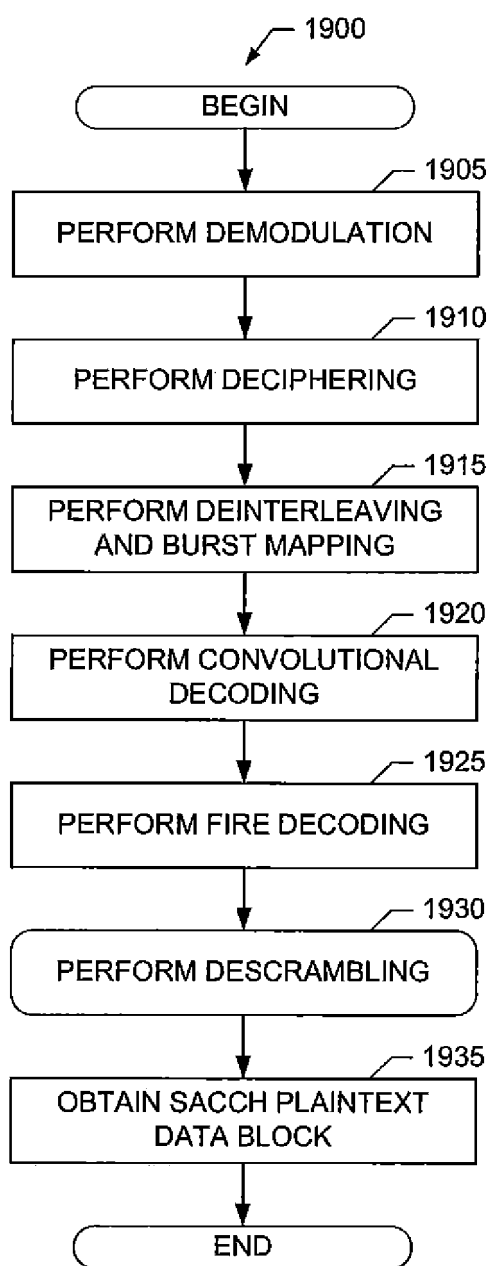 1900
BEGIN
1905
PERFORM DEMODULATION
1910
PERFORM DECIPHERING
1915
PERFORM DEINTERLEAVING
AND BURST MAPPING
1920
PERFORM CONVOLUTIONAL
DECODING
1925
PERFORM FIRE DECODING
1930
PERFORM DESCRAMBLING
1935
OBTAIN SACCH PLAINTEXT
DATA BLOCK
END